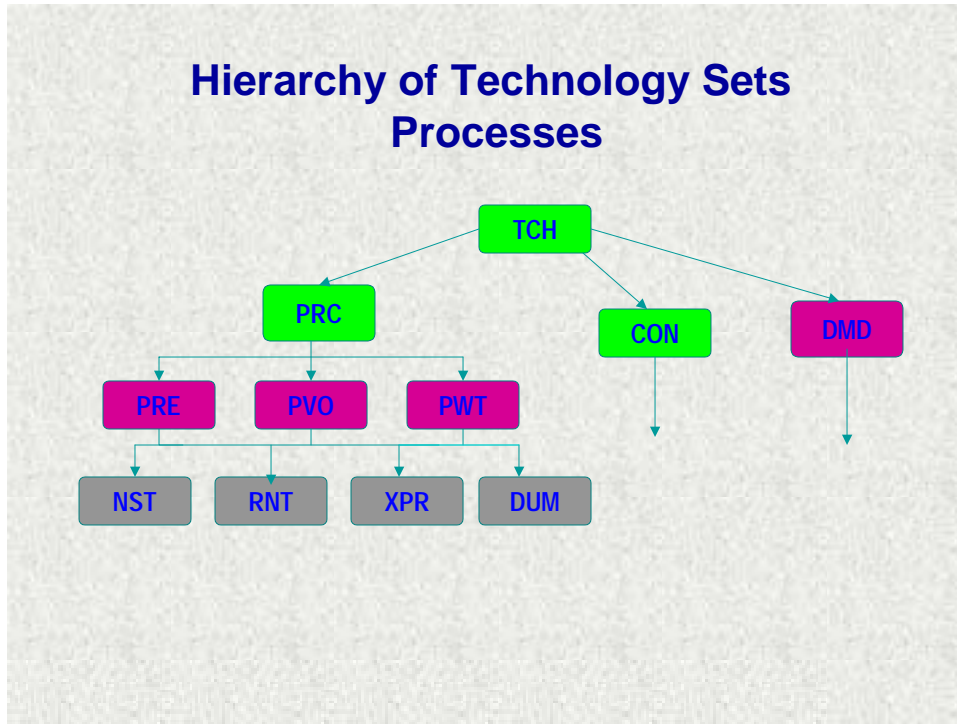 Hierarchy of Technology Sets
Processes
TCH
PRC
CON
DMD
PRE
PVO
PWT
NST
RNT
XPR
DUM